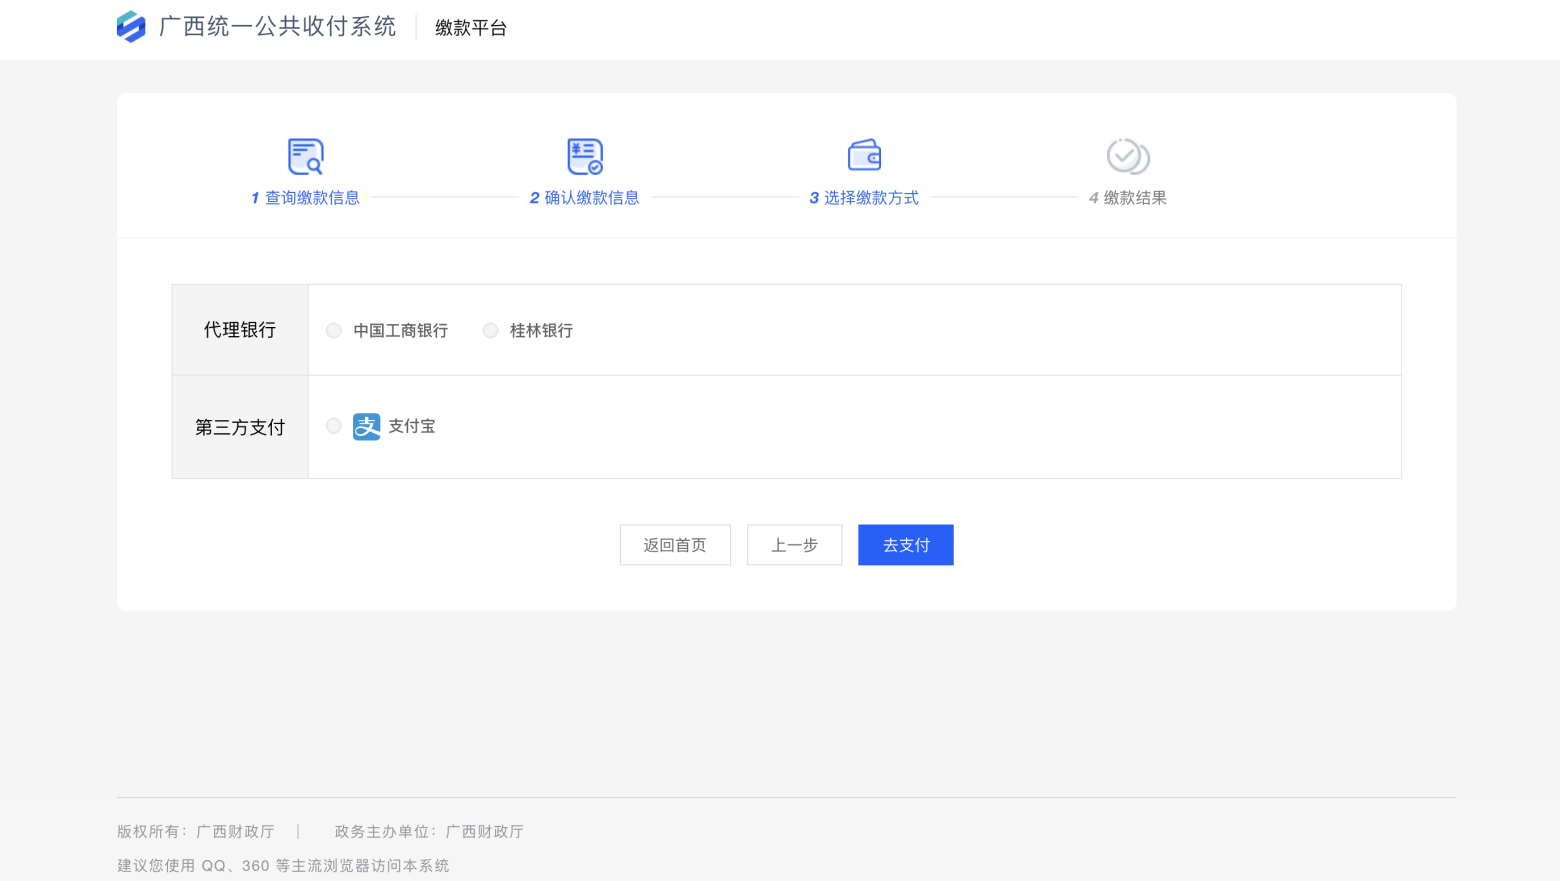 广西统一公共收付系统 缴款平台
1 查询缴款信息 2 确认缴款信息 3 选择缴款方式 4 缴款结果
代理银行 中国工商银行 桂林银行
第三方支付 支 支付宝
返回首页 上一步 去支付
版权所有：广西财政厅 | 政务主办单位：广西财政厅
建议您使用 QQ、360 等主流浏览器访问本系统